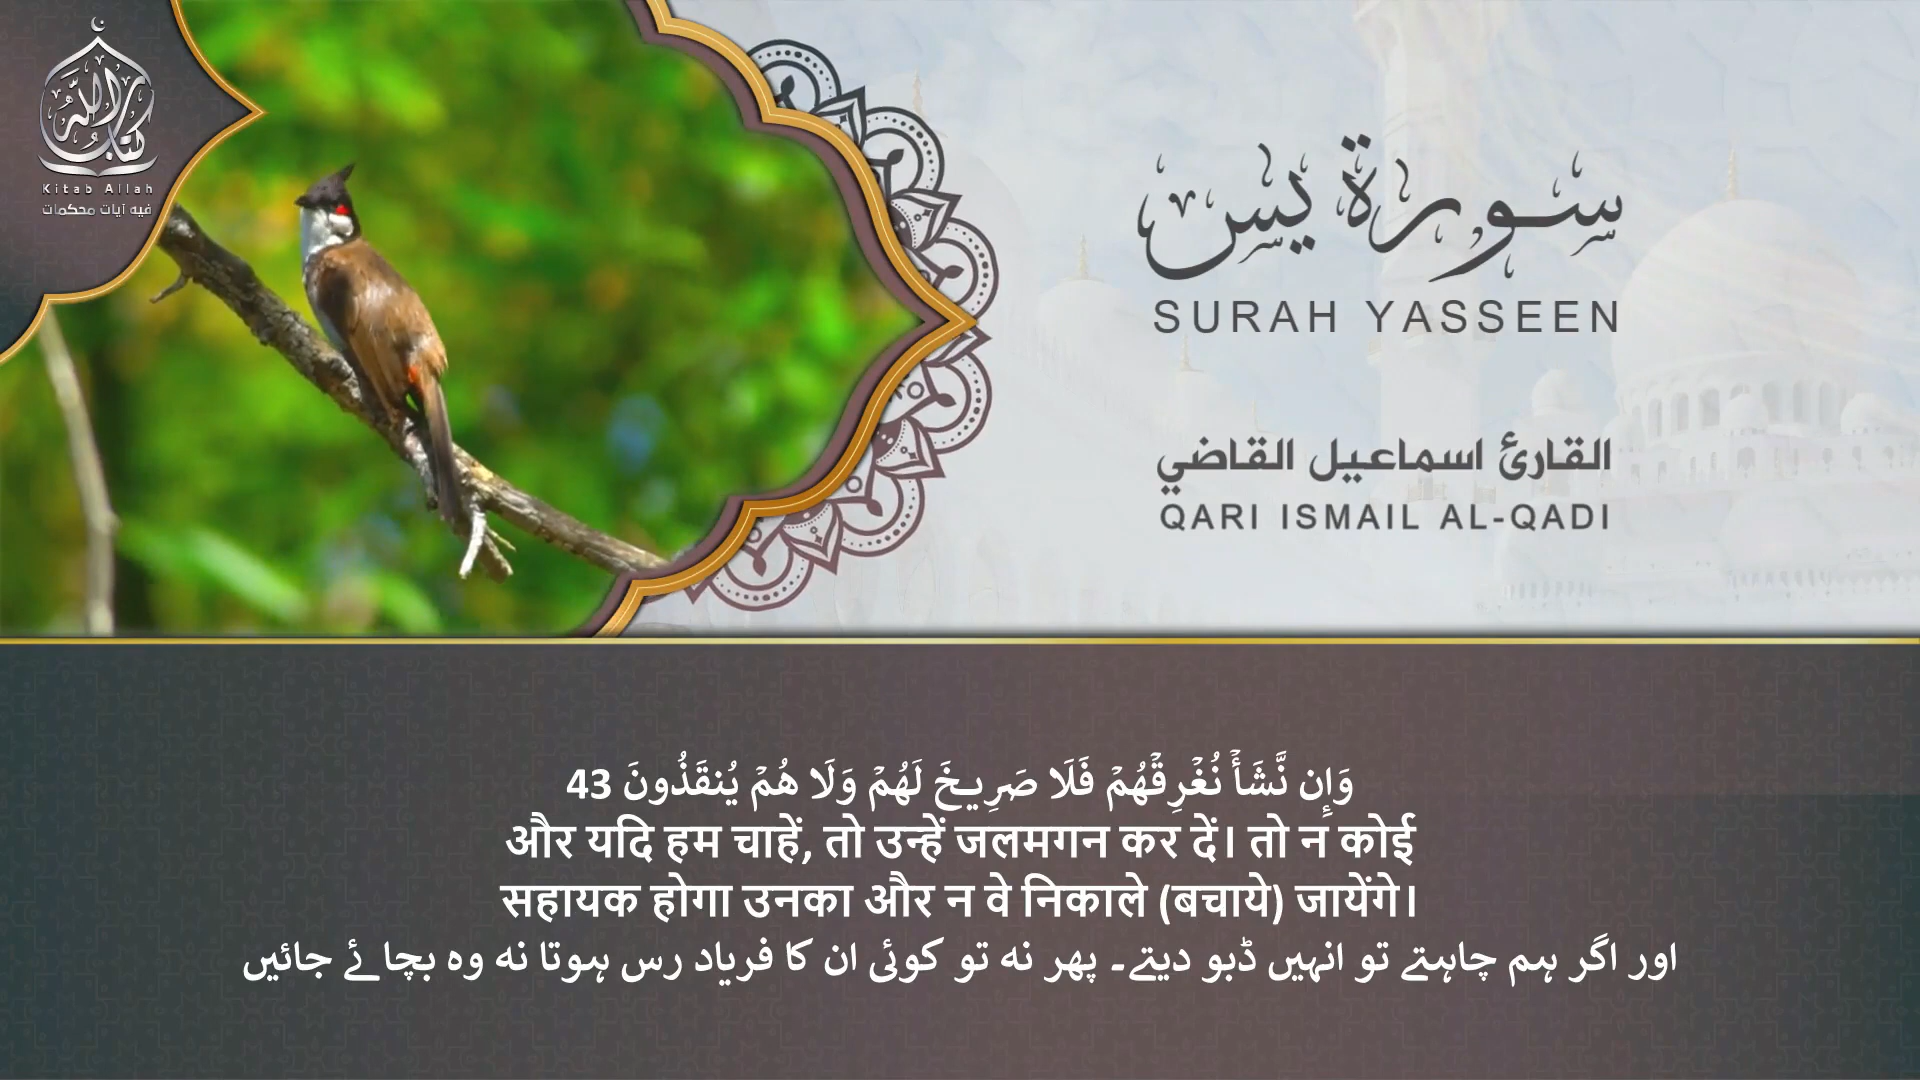 كتاب الله
Kitab Allah
فيه آيات محكمات
سورة يس
SURAH YASSEEN
القارئ اسماعيل القاضي
QARI ISMAIL AL-QADI
وَإِن نَّشَأۡ نُغۡرِقۡهُمۡ فَلَا صَرِيخَ لَهُمۡ وَلَا هُمۡ يُنقَذُونَ 43
और यदि हम चाहें, तो उन्हें जलमगन कर दें। तो न कोई
सहायक होगा उनका और न वे निकाले (बचाये) जायेंगे।
اور اگر ہم چاہتے تو انہیں ڈبو دیتے۔ پھر نہ تو کوئی ان کا فریاد رس ہوتا نہ وہ بچائے جائیں